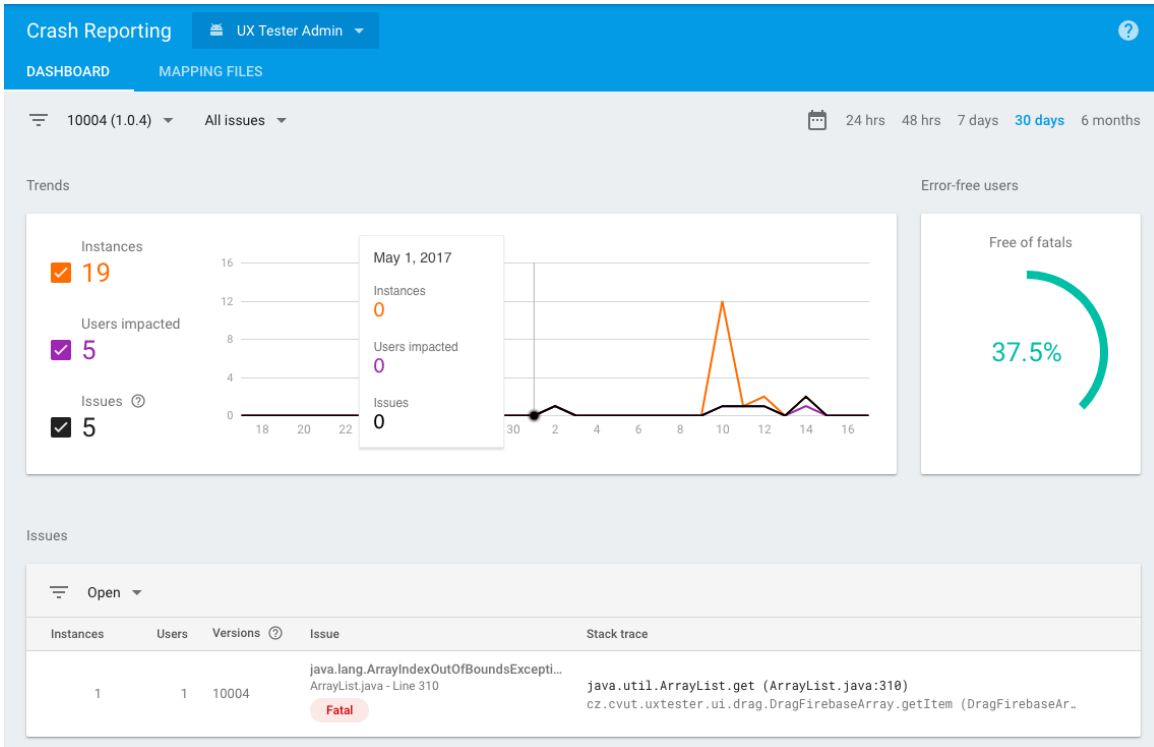 Crash Reporting
UX Tester Admin
DASHBOARD
MAPPING FILES
10004 (1.0.4)
All issues
24 hrs 48 hrs 7 days 30 days 6 months
Trends
Error-free users
Instances
19
Users impacted
5
Issues
5
16
12
8
4
0
18 20 22 30 2 4 6 8 10 12 14 16
May 1, 2017
Instances
0
Users impacted
0
Issues
0
Free of fatals
37.5%
Issues
Open
Instances Users Versions Issue Stack trace
1 1 10004
java.lang.ArrayIndexOutOfBoundsExcepti...
ArrayList.java - Line 310
Fatal
java.util.ArrayList.get (ArrayList.java:310)
cz.cvut.uxtester.ui.drag.DragFirebaseArray.getItem (DragFirebaseAr…